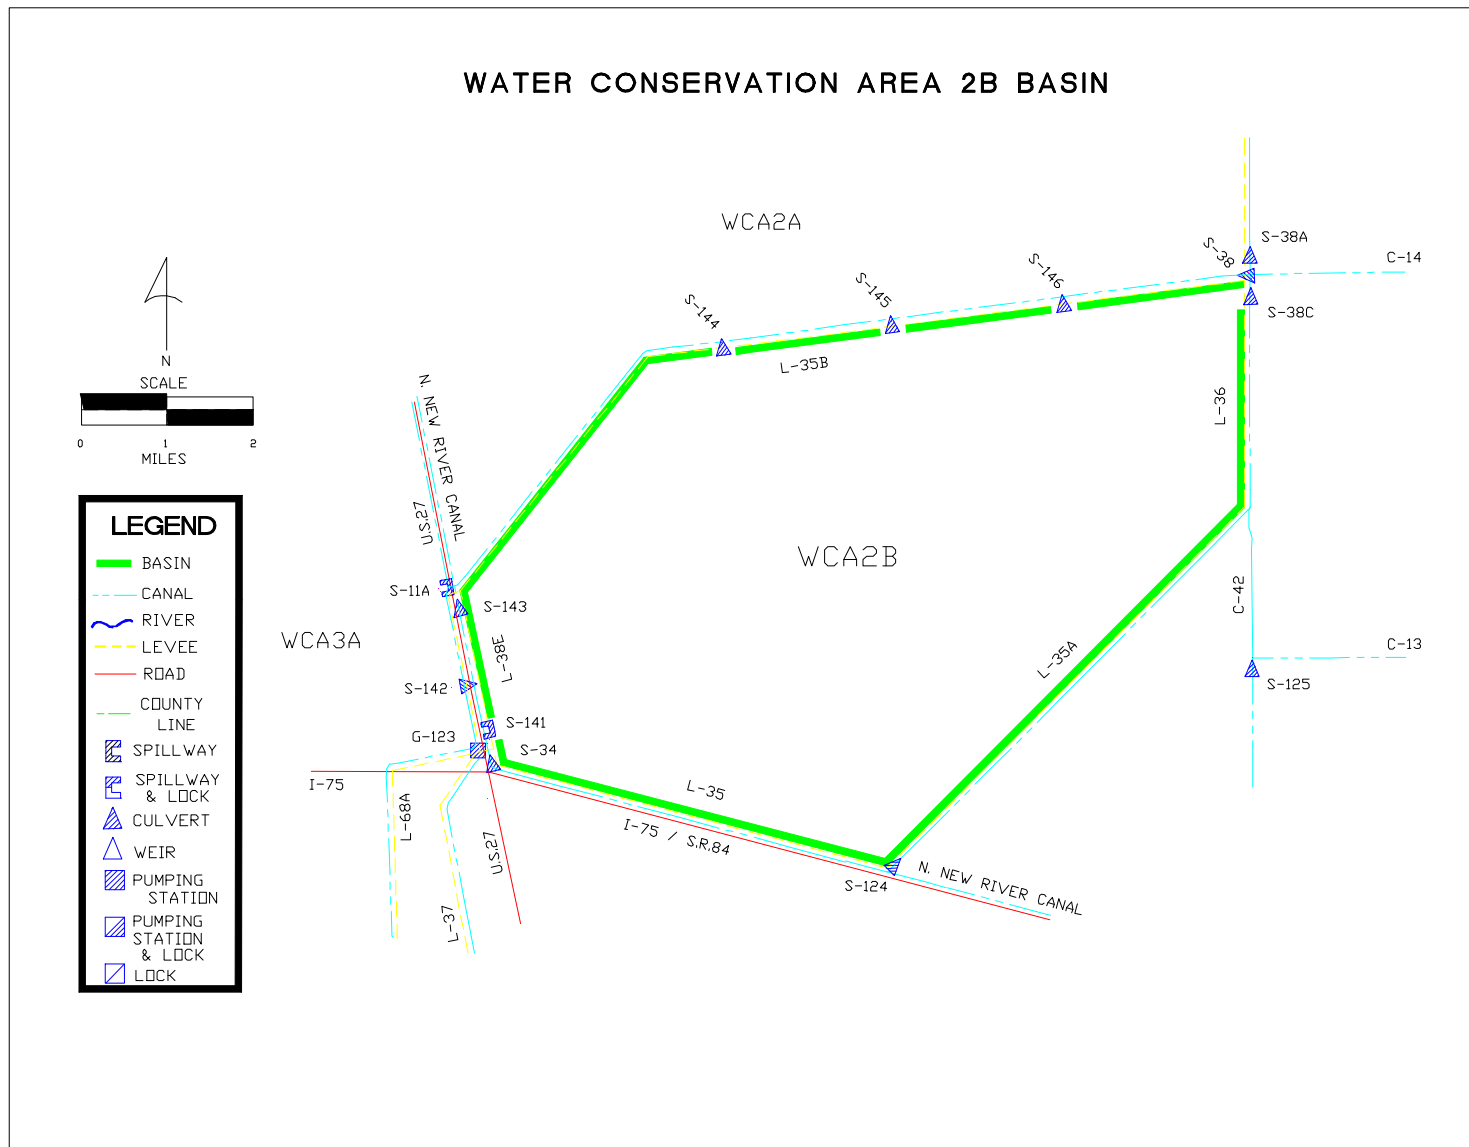 WATER CONSERVATION AREA 2B BASIN
WCA2A
S-38A
S-38
C-14
S-146
S-145
S-144
S-38C
N
SCALE
0 1 2
MILES
L-35B
L-36
N. NEW RIVER CANAL
U.S.27
WCA2B
S-11A
S-143
C-42
WCA3A
L-38E
L-35A
C-13
S-142
S-125
S-141
G-123
S-34
I-75
L-35
L-68A
I-75 / S.R.84
U.S.27
S-124
N. NEW RIVER CANAL
L-37
LEGEND
BASIN
CANAL
RIVER
LEVEE
ROAD
COUNTY
LINE
SPILLWAY
SPILLWAY
& LOCK
CULVERT
WEIR
PUMPING
STATION
PUMPING
STATION
& LOCK
LOCK